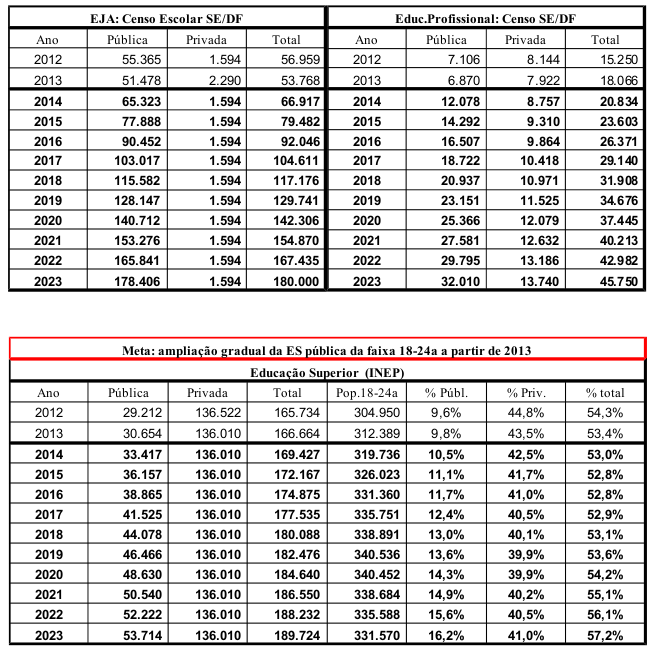 EJA: Censo Escolar SE/DF Educ.Profissional: Censo SE/DF
Ano Pública Privada Total Ano Pública Privada Total
2012 55.365 1.594 56.959 2012 7.106 8.144 15.250
2013 51.478 2.290 53.768 2013 6.870 7.922 18.066
2014 65.323 1.594 66.917 2014 12.078 8.757 20.834
2015 77.888 1.594 79.482 2015 14.292 9.310 23.603
2016 90.452 1.594 92.046 2016 16.507 9.864 26.371
2017 103.017 1.594 104.611 2017 18.722 10.418 29.140
2018 115.582 1.594 117.176 2018 20.937 10.971 31.908
2019 128.147 1.594 129.741 2019 23.151 11.525 34.676
2020 140.712 1.594 142.306 2020 25.366 12.079 37.445
2021 153.276 1.594 154.870 2021 27.581 12.632 40.213
2022 165.841 1.594 167.435 2022 29.795 13.186 42.982
2023 178.406 1.594 180.000 2023 32.010 13.740 45.750
Meta: ampliação gradual da ES pública da faixa 18-24a a partir de 2013
Educação Superior (INEP)
Ano Pública Privada Total Pop.18-24a % Públ. % Priv. % total
2012 29.212 136.522 165.734 304.950 9,6% 44,8% 54,3%
2013 30.654 136.010 166.664 312.389 9,8% 43,5% 53,4%
2014 33.417 136.010 169.427 319.736 10,5% 42,5% 53,0%
2015 36.157 136.010 172.167 326.023 11,1% 41,7% 52,8%
2016 38.865 136.010 174.875 331.360 11,7% 41,0% 52,8%
2017 41.525 136.010 177.535 335.751 12,4% 40,5% 52,9%
2018 44.078 136.010 180.088 338.891 13,0% 40,1% 53,1%
2019 46.466 136.010 182.476 340.536 13,6% 39,9% 53,6%
2020 48.630 136.010 184.640 340.452 14,3% 39,9% 54,2%
2021 50.540 136.010 186.550 338.684 14,9% 40,2% 55,1%
2022 52.222 136.010 188.232 335.588 15,6% 40,5% 56,1%
2023 53.714 136.010 189.724 331.570 16,2% 41,0% 57,2%